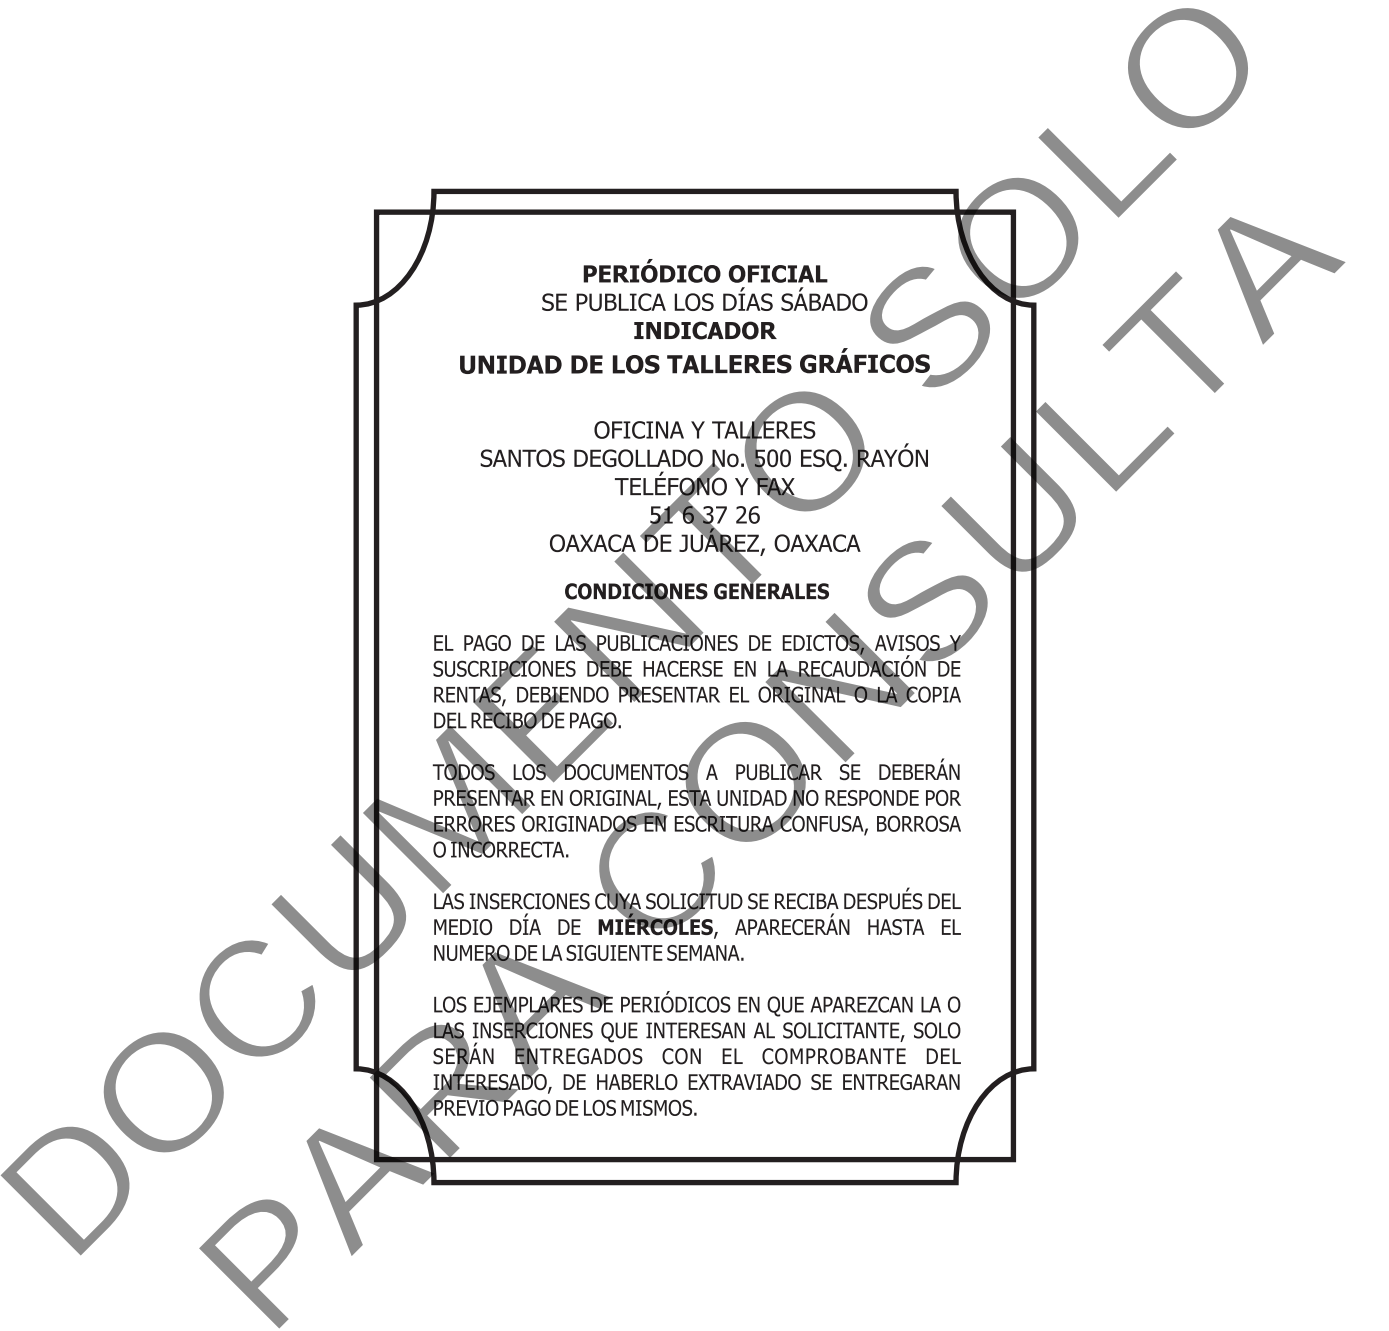 PERIÓDICO OFICIAL
SE PUBLICA LOS DÍAS SÁBADO
INDICADOR
UNIDAD DE LOS TALLERES GRÁFICOS
OFICINA Y TALLERES
SANTOS DEGOLLADO No. 500 ESQ. RAYÓN
TELÉFONO Y FAX
51 6 37 26
OAXACA DE JUÁREZ, OAXACA
CONDICIONES GENERALES
EL PAGO DE LAS PUBLICACIONES DE EDICTOS, AVISOS Y
SUSCRIPCIONES DEBE HACERSE EN LA RECAUDACIÓN DE
RENTAS, DEBIENDO PRESENTAR EL ORIGINAL O LA COPIA
DEL RECIBO DE PAGO.
TODOS LOS DOCUMENTOS A PUBLICAR SE DEBERÁN
PRESENTAR EN ORIGINAL, ESTA UNIDAD NO RESPONDE POR
ERRORES ORIGINADOS EN ESCRITURA CONFUSA, BORROSA
O INCORRECTA.
LAS INSERCIONES CUYA SOLICITUD SE RECIBA DESPUÉS DEL
MEDIO DÍA DE MIÉRCOLES, APARECERÁN HASTA EL
NUMERO DE LA SIGUIENTE SEMANA.
LOS EJEMPLARES DE PERIÓDICOS EN QUE APAREZCAN LA O
LAS INSERCIONES QUE INTERESAN AL SOLICITANTE, SOLO
SERÁN ENTREGADOS CON EL COMPROBANTE DEL
INTERESADO, DE HABERLO EXTRAVIADO SE ENTREGARAN
PREVIO PAGO DE LOS MISMOS.
DOCUMENTO SOLO
PARA CONSULTA